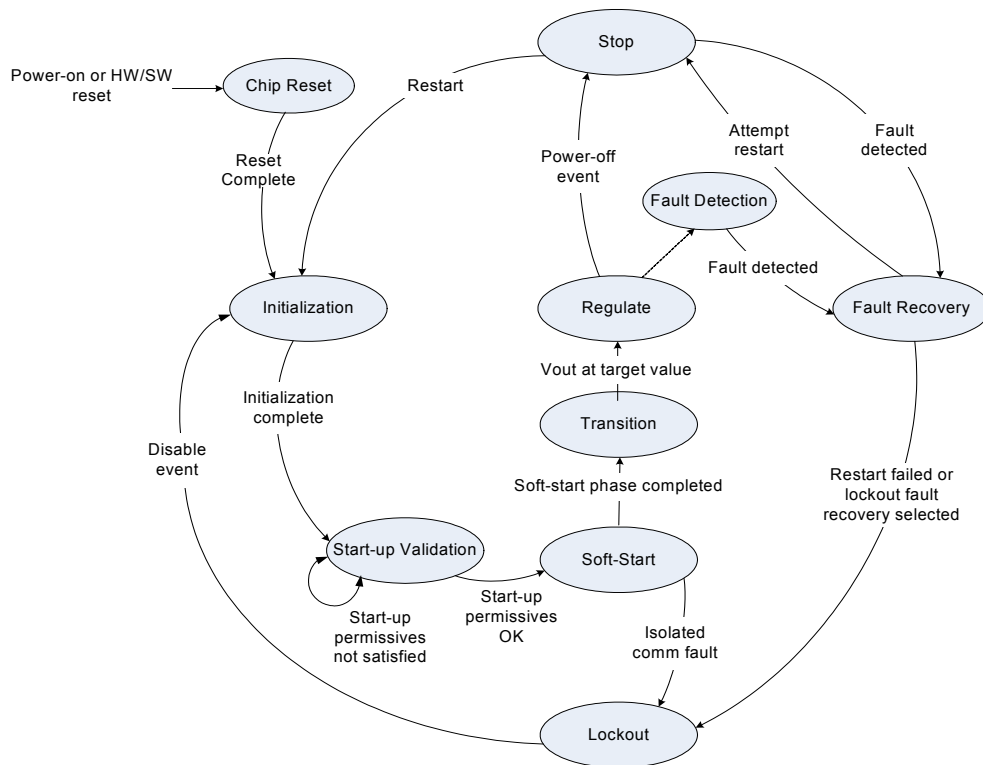 Stop
Power-on or HW/SW
reset
Chip Reset
Restart
Reset
Complete
Power-off
event
Attempt
restart
Fault
detected
Fault Detection
Fault detected
Initialization
Regulate
Fault Recovery
Initialization
complete
Vout at target value
Transition
Disable
event
Soft-start phase completed
Restart failed or
lockout fault
recovery selected
Start-up Validation
Soft-Start
Start-up
permissives
not satisfied
Start-up
permissives
OK
Isolated
comm fault
Lockout